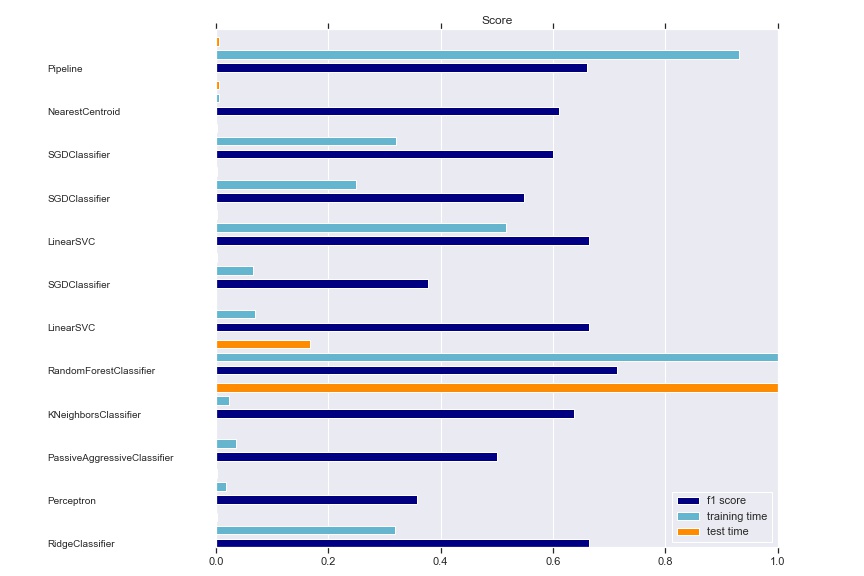 Score
Pipeline
NearestCentroid
SGDClassifier
SGDClassifier
LinearSVC
SGDClassifier
LinearSVC
RandomForestClassifier
KNeighborsClassifier
PassiveAggressiveClassifier
Perceptron
RidgeClassifier
f1 score
training time
test time
0.0 0.2 0.4 0.6 0.8 1.0